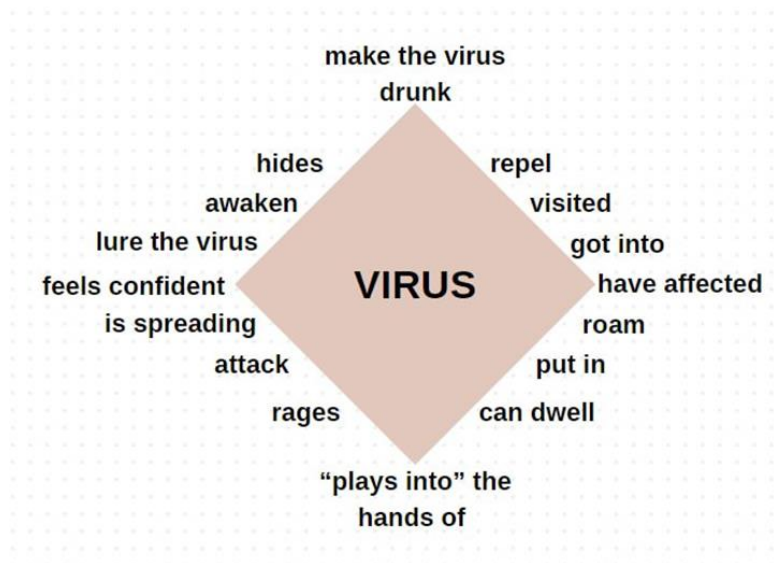 make the virus
drunk
hides
repel
awaken
visited
lure the virus
got into
feels confident
VIRUS
have affected
is spreading
roam
attack
put in
rages
can dwell
“plays into” the
hands of